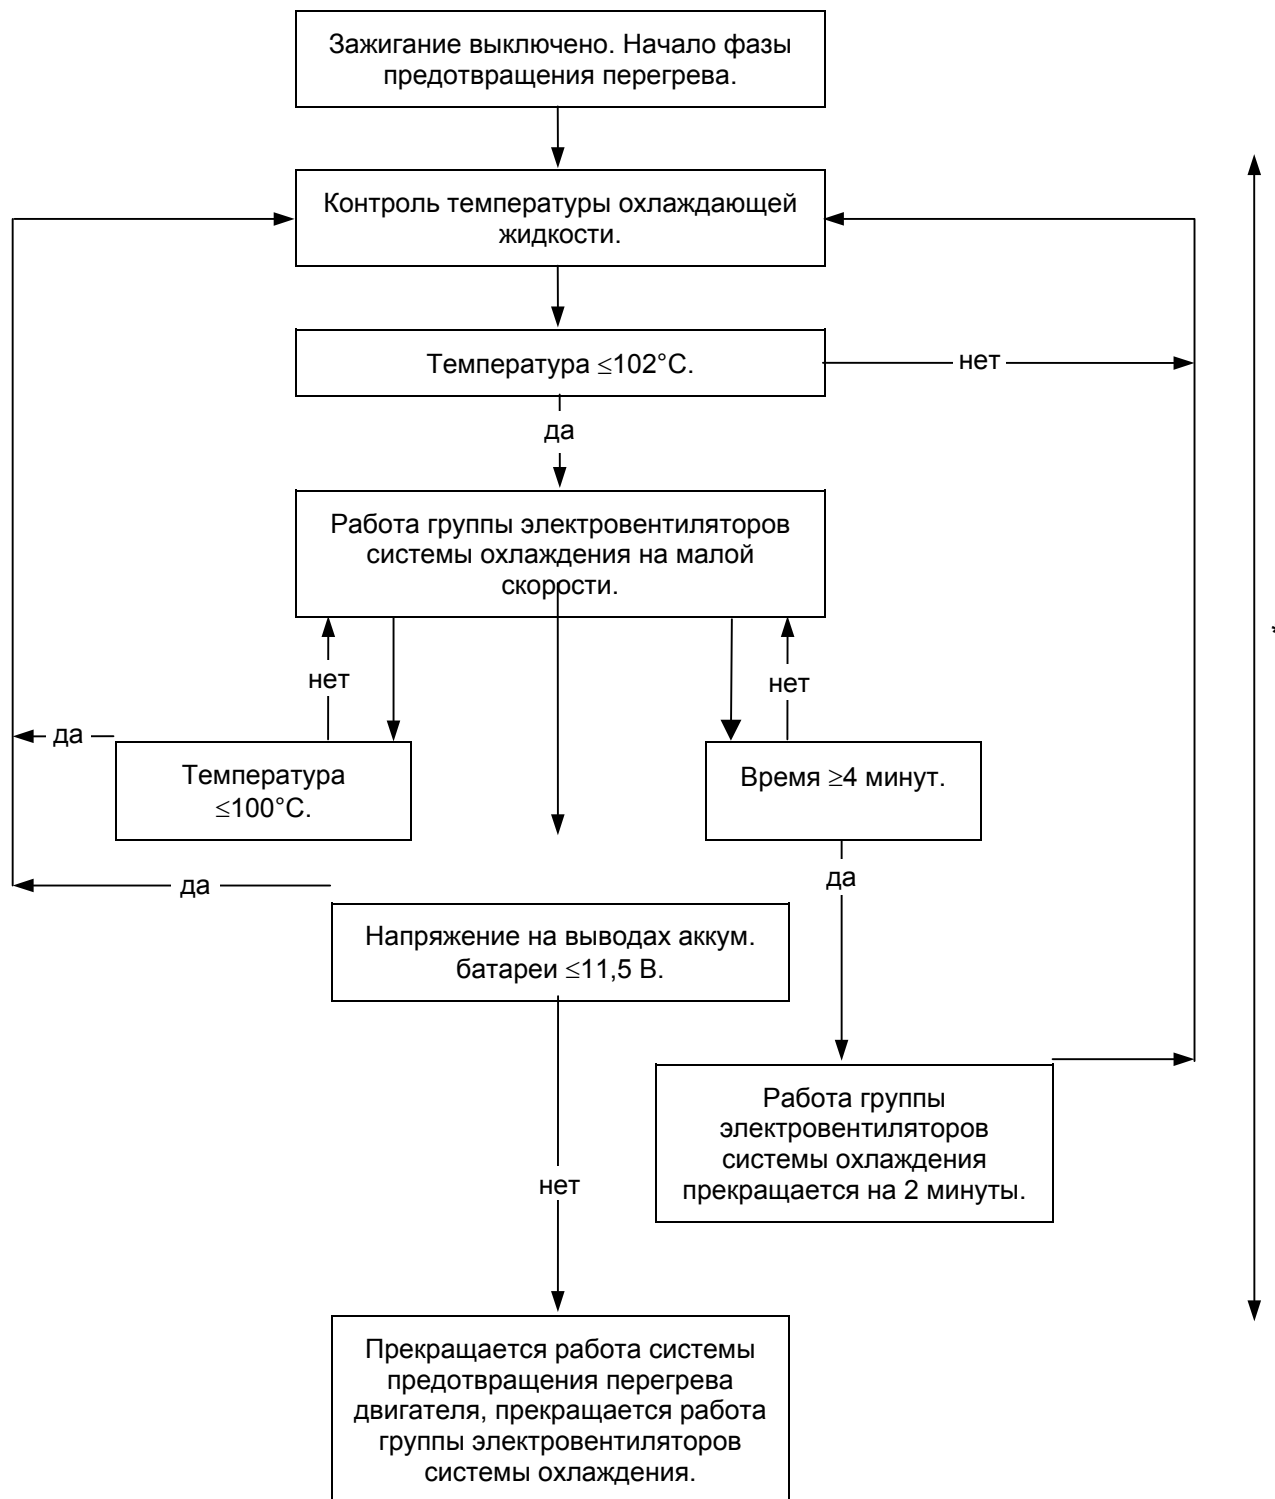 Зажигание выключено. Начало фазы
предотвращения перегрева.
Контроль температуры охлаждающей
жидкости.
Температура ≤102°C.
нет
да
Работа группы электровентиляторов
системы охлаждения на малой
скорости.
*
нет
нет
да
Температура
≤100°C.
Время ≥4 минут.
да
да
Напряжение на выводах аккум.
батареи ≤11,5 В.
Работа группы
электровентиляторов
системы охлаждения
прекращается на 2 минуты.
нет
Прекращается работа системы
предотвращения перегрева
двигателя, прекращается работа
группы электровентиляторов
системы охлаждения.